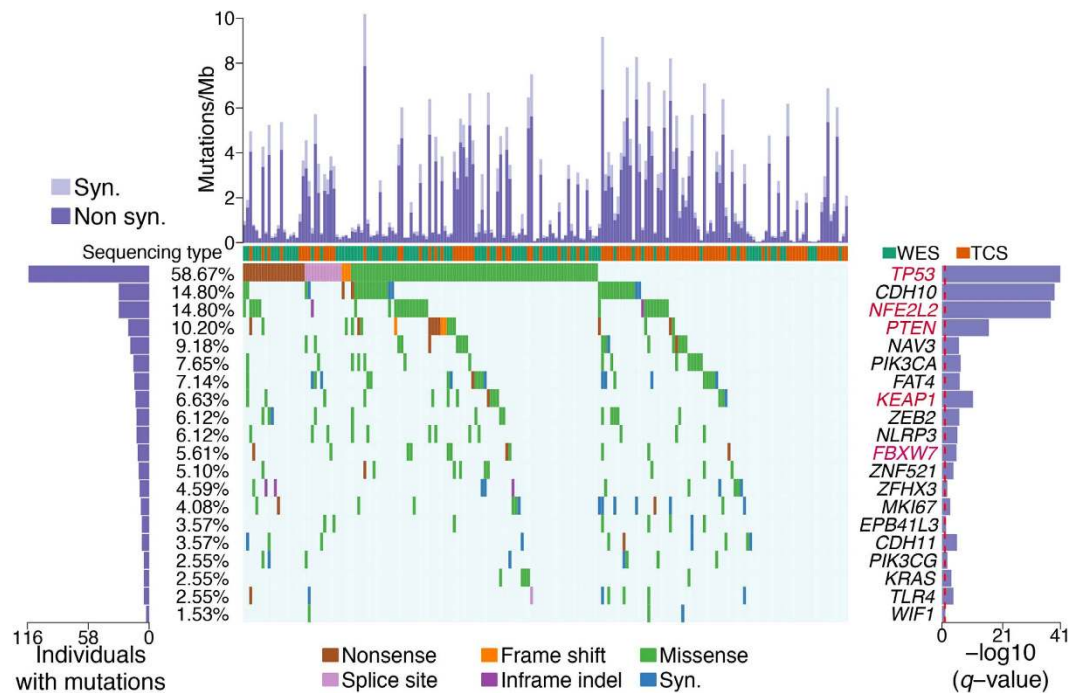 10
8
6
4
2
0
Mutations/Mb
Syn.
Non syn.
Sequencing type
WES
TCS
58.67% TP53
14.80% CDH10
14.80% NFE2L2
10.20% PTEN
9.18% NAV3
7.65% PIK3CA
7.14% FAT4
6.63% KEAP1
6.12% ZEB2
6.12% NLRP3
5.61% FBXW7
5.10% ZNF521
4.59% ZFHX3
4.08% MKI67
3.57% EPB41L3
3.57% CDH11
2.55% PIK3CG
2.55% KRAS
2.55% TLR4
1.53% WIF1
116 58 0
Individuals
with mutations
Nonsense Frame shift Missense
Splice site Inframe indel Syn.
0 21 41
−log10
(q−value)